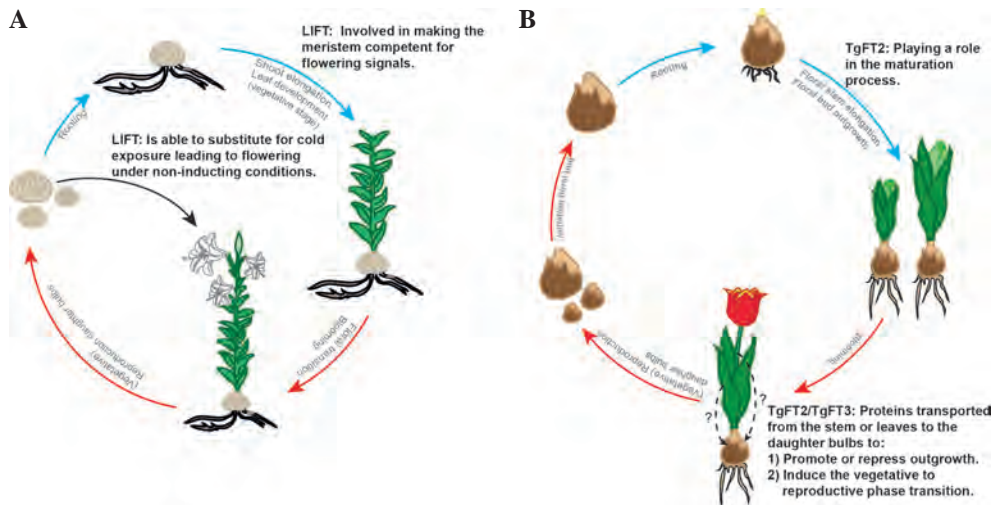 A
LIFT: Involved in making the
meristem competent for
flowering signals.
Shoot elongation
Leaf development
(vegetative stage)
Rooting
LIFT: Is able to substitute for cold
exposure leading to flowering
under non-inducting conditions.
Floral transition
Blooming
(Vegetative)
Reproduction daughter bulbs
B
TgFT2: Playing a role
in the maturation
process.
Rooting
Floral stem elongation
Floral bud outgrowth
Blooming
(Vegetative) Reproduction
daughter bulbs
?
?
TgFT2/TgFT3: Proteins transported
from the stem or leaves to the
daughter bulbs to:
1) Promote or repress outgrowth.
2) Induce the vegetative to
reproductive phase transition.